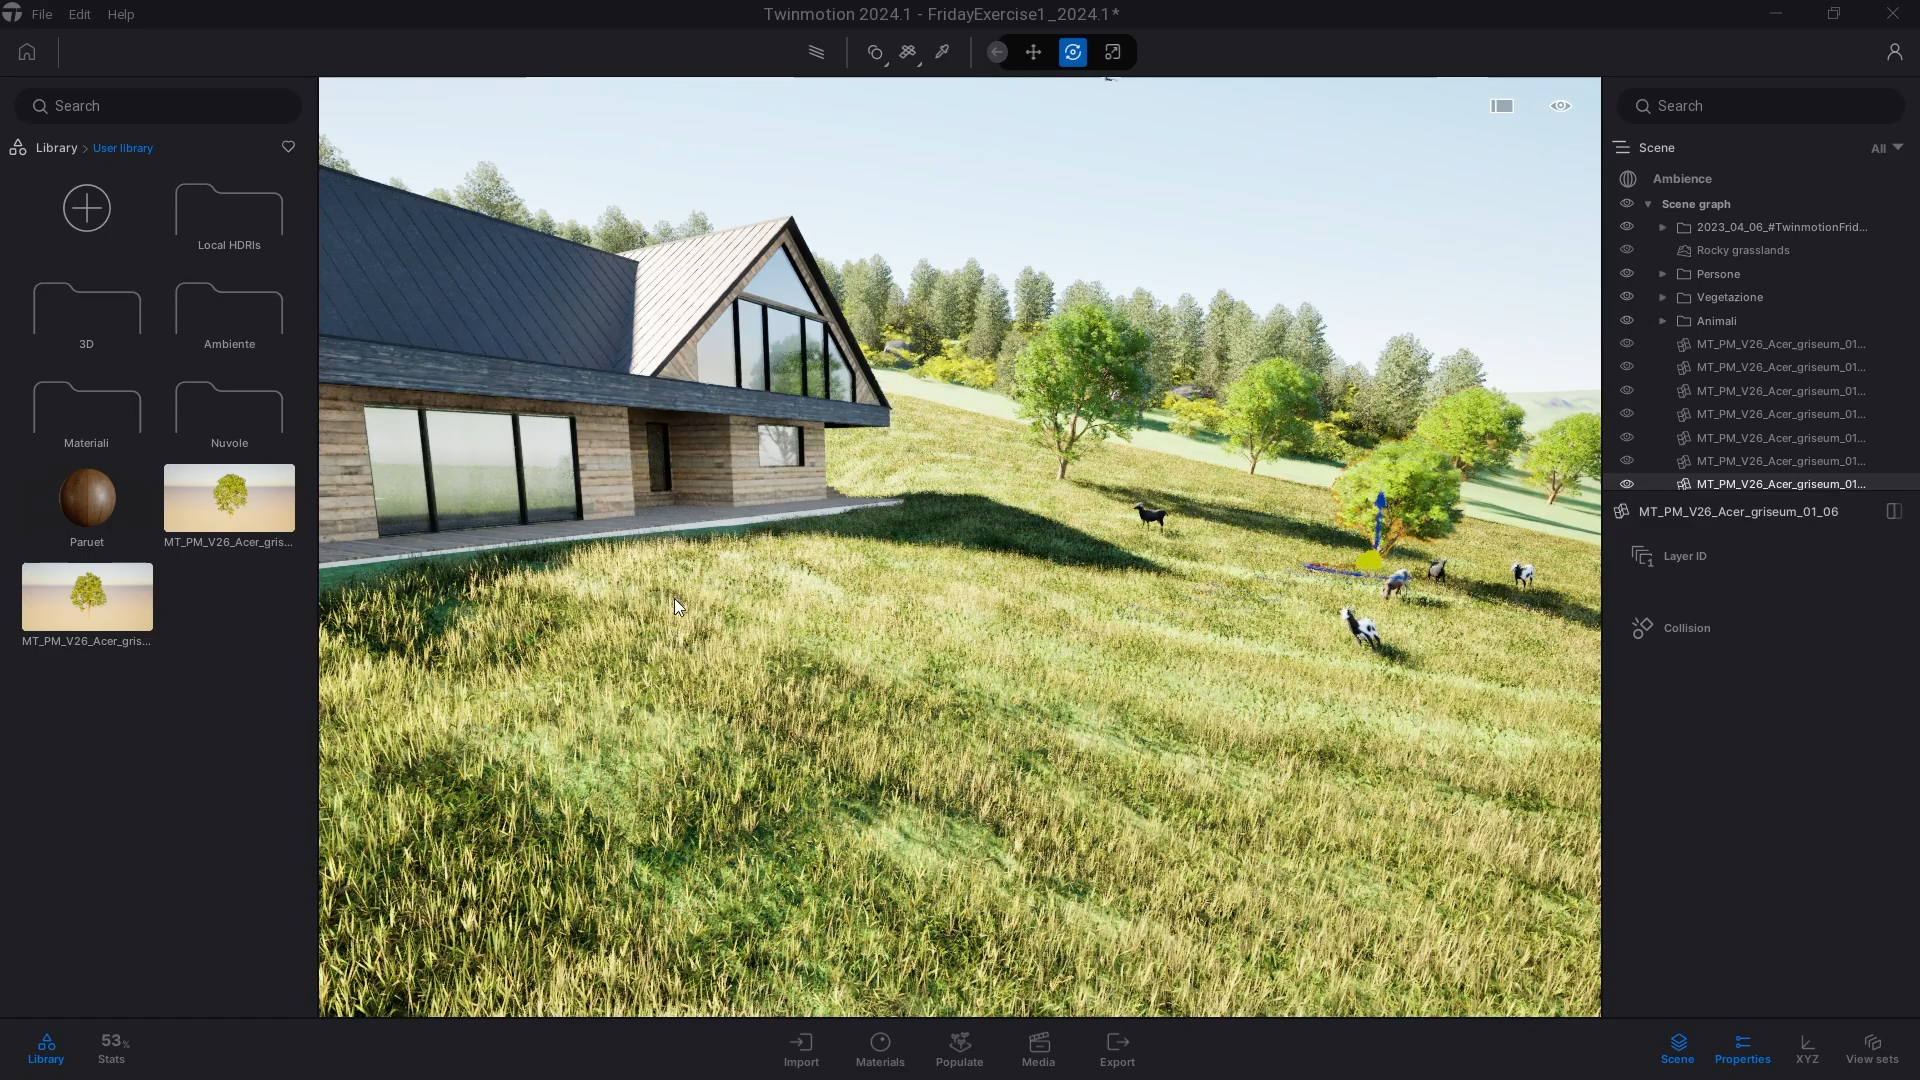 File Edit Help
Twinmotion 2024.1 - FridayExercise1_2024.1*
Search
Library > User library
Local HDRIs
3D
Ambiente
Materiali
Nuvole
Paruet
MT_PM_V26_Acer_gris...
MT_PM_V26_Acer_gris...
Search
Scene
All
Ambience
Scene graph
2023_04_06_#TwinmotionFrid...
Rocky grasslands
Persone
Vegetazione
Animali
MT_PM_V26_Acer_griseum_01...
MT_PM_V26_Acer_griseum_01...
MT_PM_V26_Acer_griseum_01...
MT_PM_V26_Acer_griseum_01...
MT_PM_V26_Acer_griseum_01...
MT_PM_V26_Acer_griseum_01...
MT_PM_V26_Acer_griseum_01...
MT_PM_V26_Acer_griseum_01_06
Layer ID
Collision
Library
53%
Stats
Import
Materials
Populate
Media
Export
Scene
Properties
XYZ
View sets